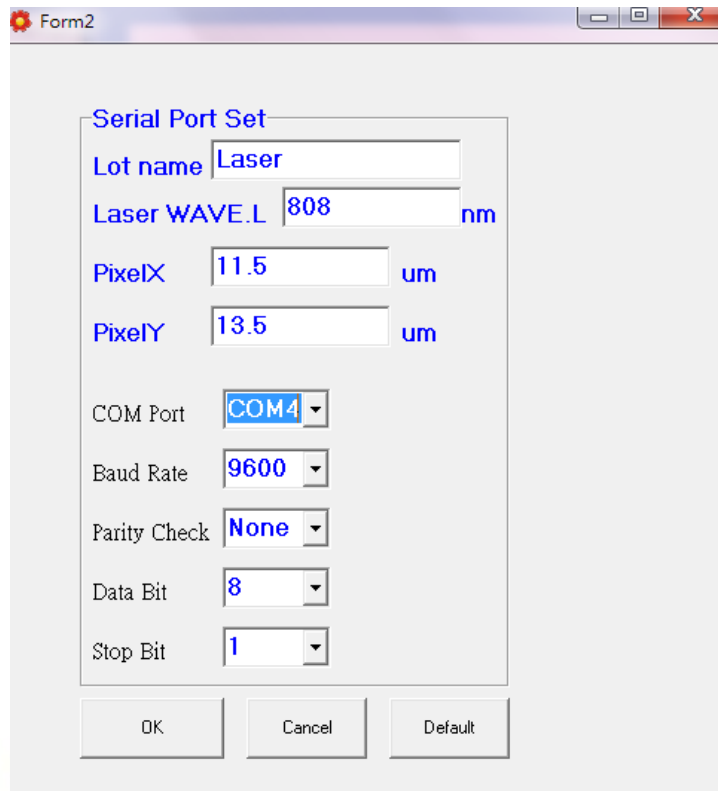 Form2
Serial Port Set
Lot name Laser
Laser WAVE.L 808 nm
PixelX 11.5 um
PixelY 13.5 um
COM Port COM4
Baud Rate 9600
Parity Check None
Data Bit 8
Stop Bit 1
OK Cancel Default